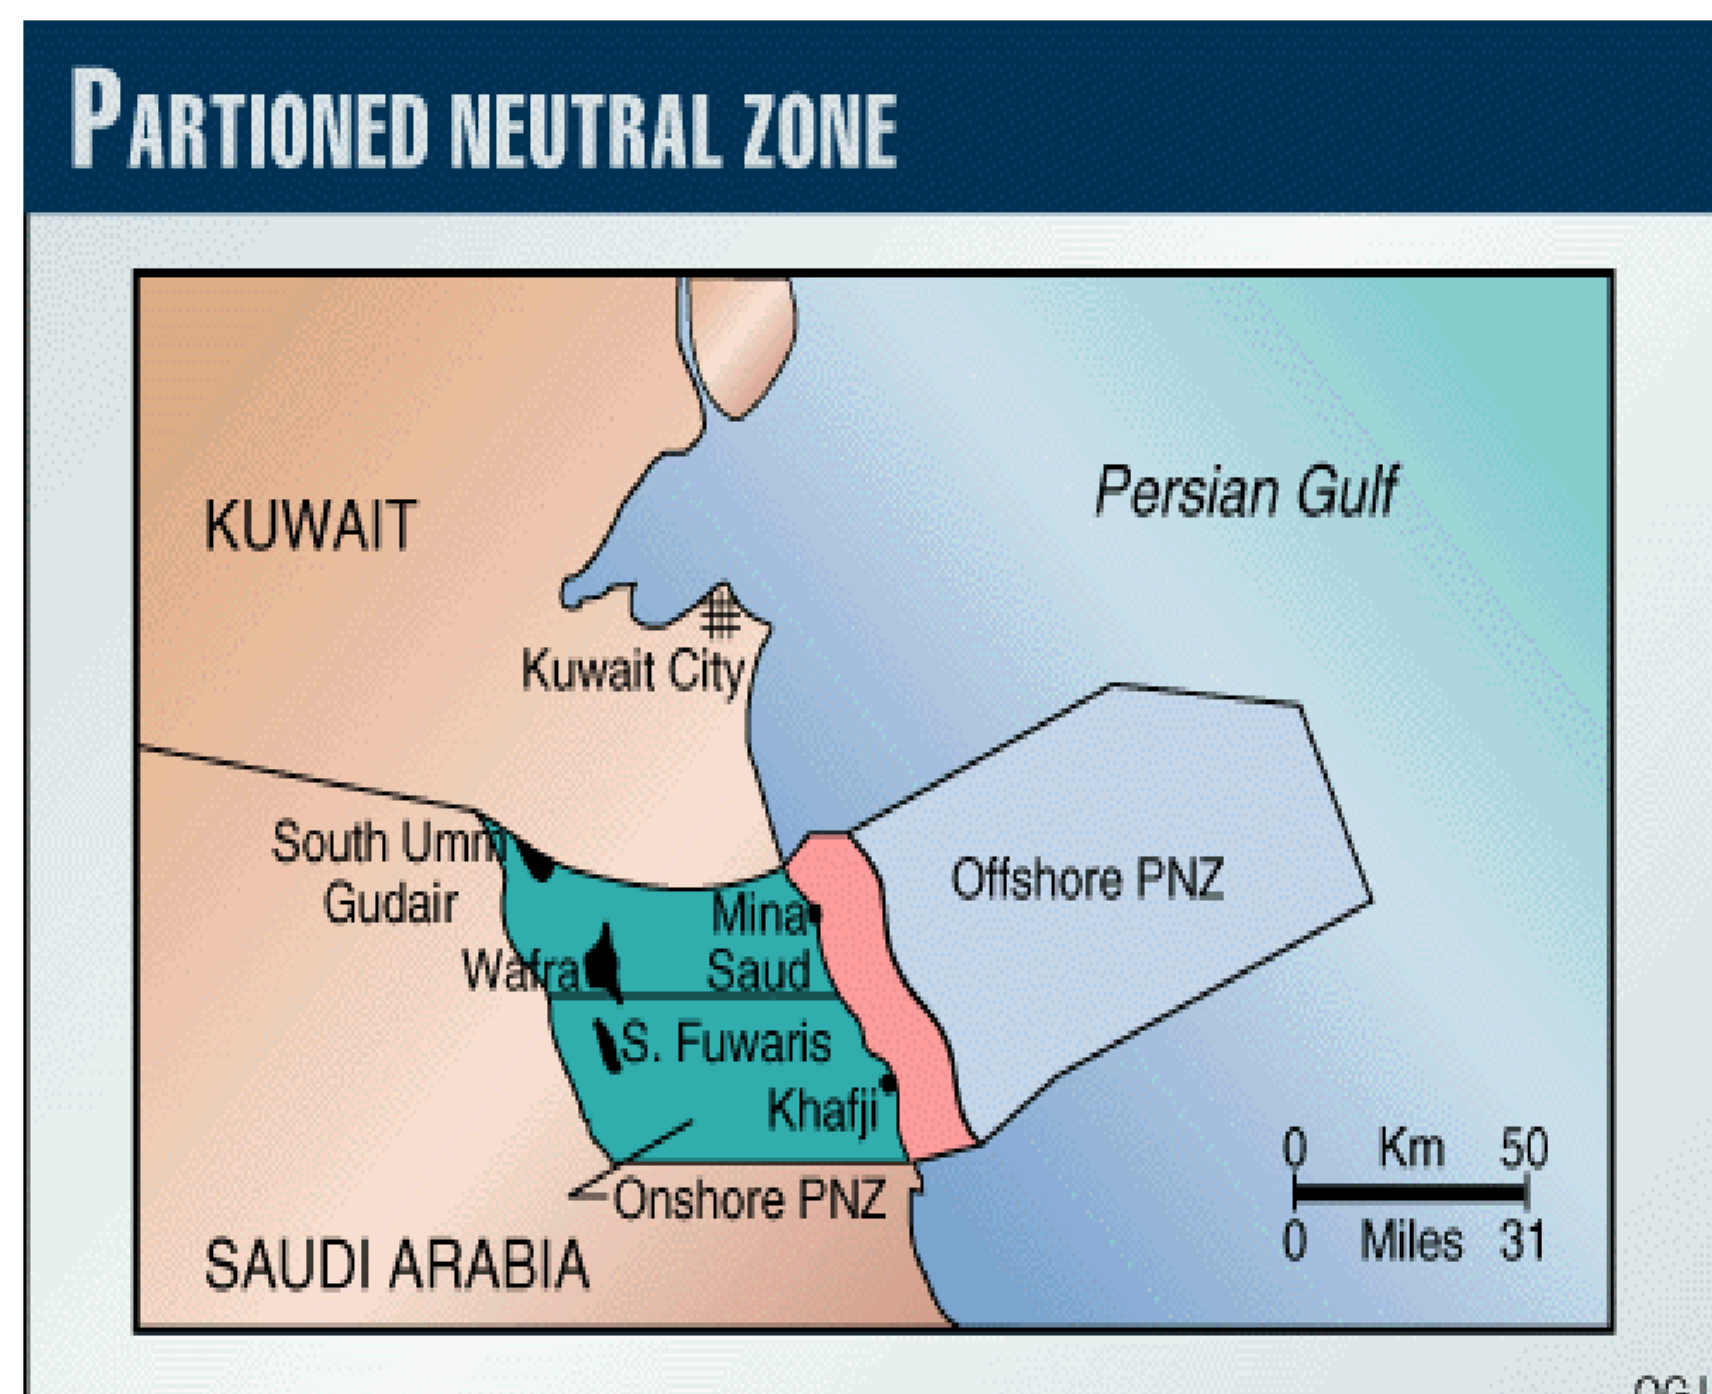 PARTIONED NEUTRAL ZONE
Persian Gulf
KUWAIT
Kuwait City
South Umm
Gudair
Offshore PNZ
Mina
Saud
Wafra
S. Fuwaris
Khafji
Onshore PNZ
SAUDI ARABIA
0 Km 50
0 Miles 31